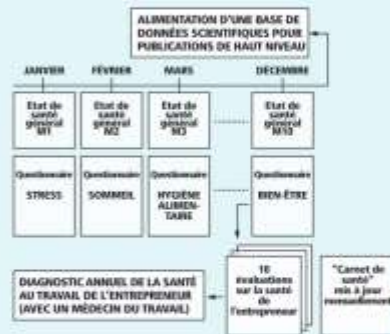 ALIMENTATION D'UNE BASE DE
DONNÉES SCIENTIFIQUES POUR
PUBLICATIONS DE HAUT NIVEAU
JANVIER FÉVRIER MARS DÉCEMBRE
Etat de santé général M1
Etat de santé général M2
Etat de santé général M3
Etat de santé général M10
Questionnaire
STRESS
Questionnaire
SOMMEIL
Questionnaire
HYGIÈNE
ALIMEN-
TAIRE
Questionnaire
BIEN-ÊTRE
DIAGNOSTIC ANNUEL DE LA SANTÉ
AU TRAVAIL DE L'ENTREPRENEUR
(AVEC UN MÉDECIN DU TRAVAIL)
10
évaluations
sur la santé
de
l'entrepreneur
"Carnet de
santé"
mis à jour
mensuellement